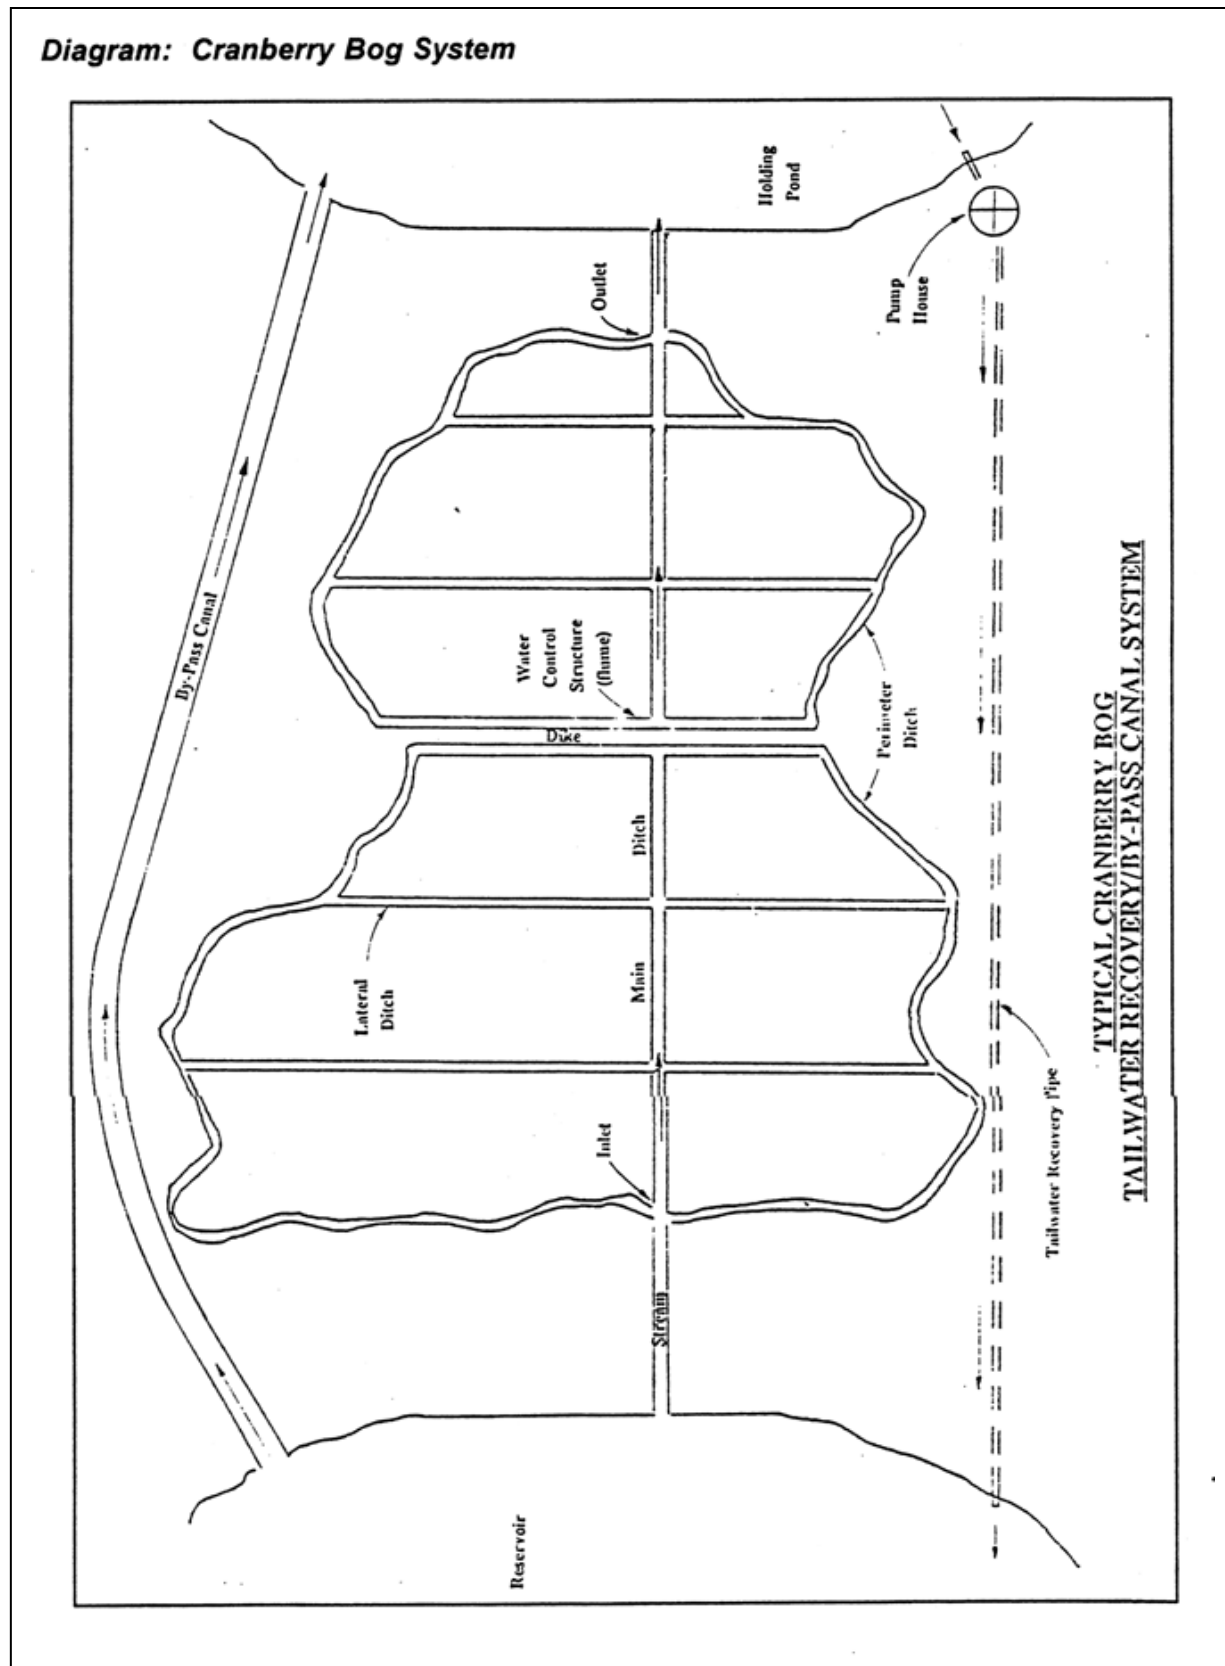 Diagram: Cranberry Bog System
Holding
Pond
Outlet
Pump
House
By-Pass Canal
Water
Control
Structure
(flume)
Dike
Perimeter
Ditch
Main
Ditch
Lateral
Ditch
Inlet
Tailwater Recovery Pipe
Stream
Reservoir
TYPICAL CRANBERRY BOG
TAILWATER RECOVERY/BY-PASS CANAL SYSTEM